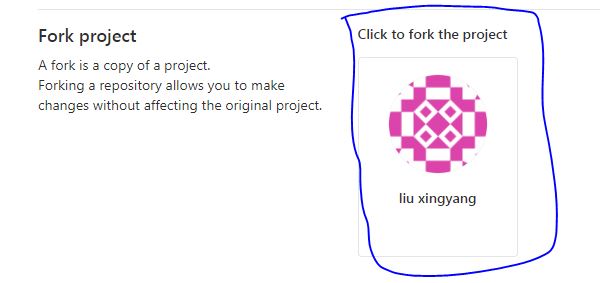 Fork project
A fork is a copy of a project.
Forking a repository allows you to make
changes without affecting the original project.
Click to fork the project
liu xingyang